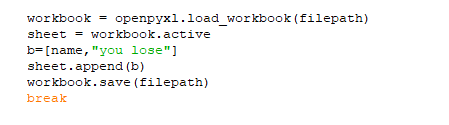 workbook = openpyxl.load_workbook(filepath)
sheet = workbook.active
b=[name,"you lose"]
sheet.append(b)
workbook.save(filepath)
break